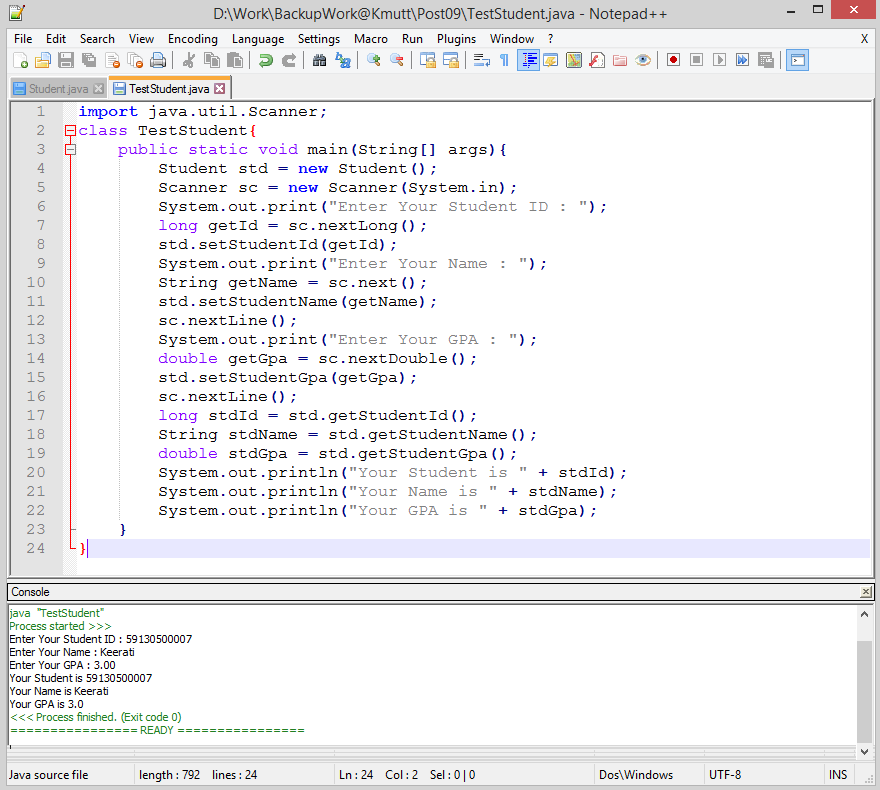 D:\Work\BackupWork@Kmutt\Post09\TestStudent.java - Notepad++
File Edit Search View Encoding Language Settings Macro Run Plugins Window ? X
Student.java TestStudent.java
1 import java.util.Scanner;
2 class TestStudent{
3 public static void main(String[] args){
4 Student std = new Student();
5 Scanner sc = new Scanner(System.in);
6 System.out.print("Enter Your Student ID : ");
7 long getId = sc.nextLong();
8 std.setStudentId(getId);
9 System.out.print("Enter Your Name : ");
10 String getName = sc.next();
11 std.setStudentName(getName);
12 sc.nextLine();
13 System.out.print("Enter Your GPA : ");
14 double getGpa = sc.nextDouble();
15 std.setStudentGpa(getGpa);
16 sc.nextLine();
17 long stdId = std.getStudentId();
18 String stdName = std.getStudentName();
19 double stdGpa = std.getStudentGpa();
20 System.out.println("Your Student is " + stdId);
21 System.out.println("Your Name is " + stdName);
22 System.out.println("Your GPA is " + stdGpa);
23 }
24 }
Console
java "TestStudent"
Process started >>>
Enter Your Student ID : 59130500007
Enter Your Name : Keerati
Enter Your GPA : 3.00
Your Student is 59130500007
Your Name is Keerati
Your GPA is 3.0
<<< Process finished. (Exit code 0)
================ READY ================
Java source file length : 792 lines : 24 Ln : 24 Col : 2 Sel : 0 | 0 Dos\Windows UTF-8 INS